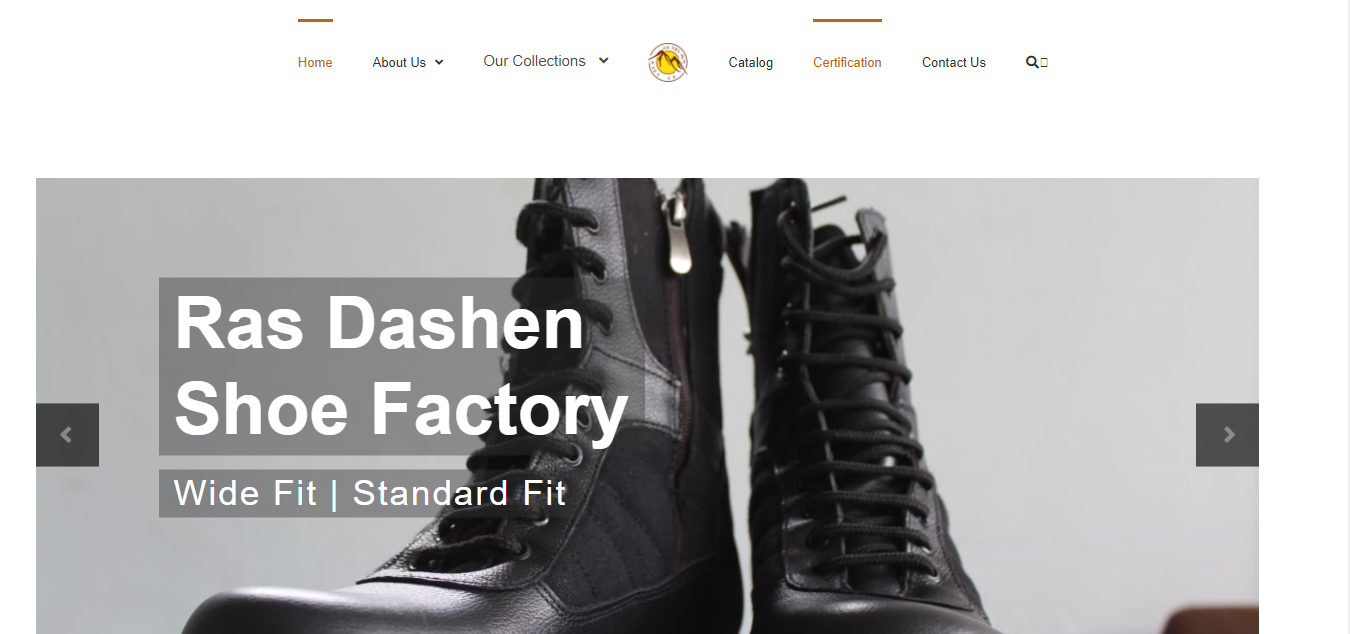 Home About Us Our Collections Catalog Certification Contact Us
Ras Dashen
Shoe Factory
Wide Fit | Standard Fit